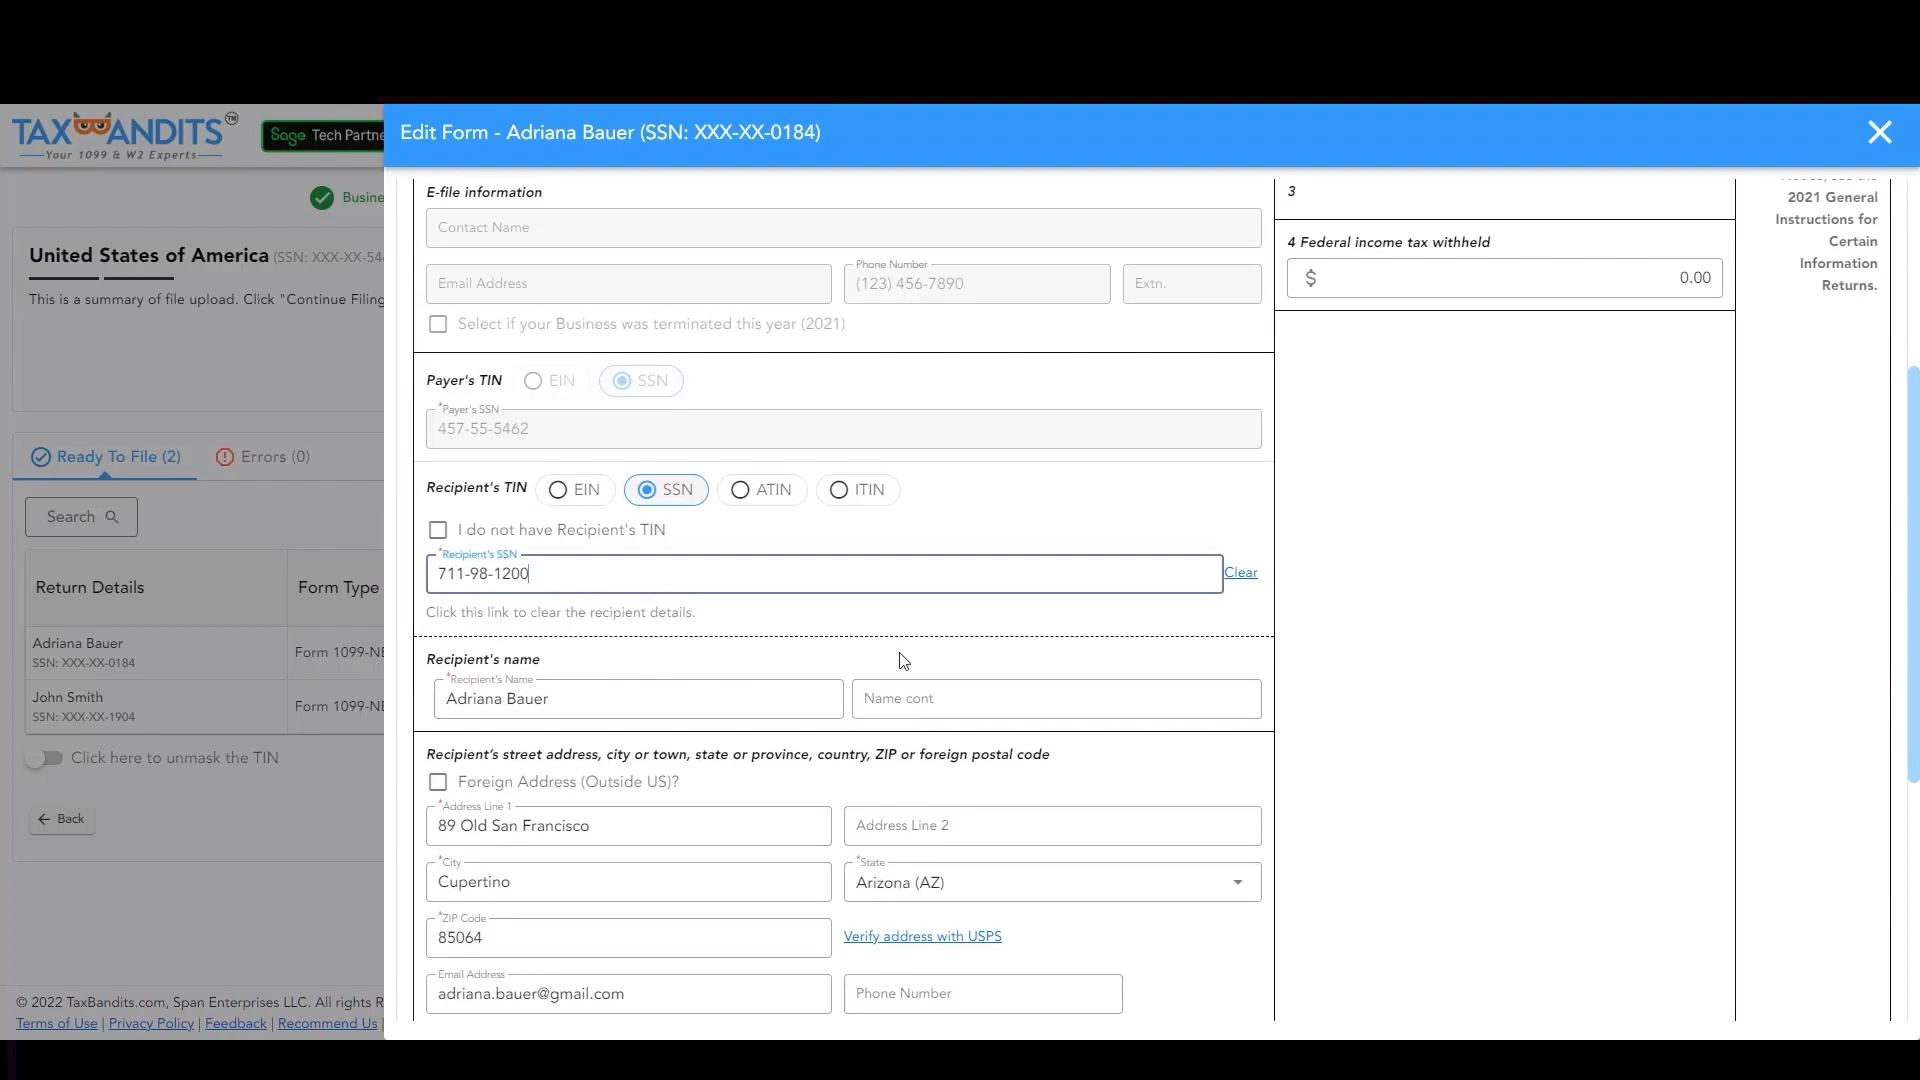 TAXBANDITS™
Your 1099 & W2 Experts
Sage Tech Partne
Edit Form - Adriana Bauer (SSN: XXX-XX-0184)
Busine
United States of America (SSN: XXX-XX-54
This is a summary of file upload. Click "Continue Filing
Ready To File (2)
Errors (0)
Search
Return Details
Form Type
Adriana Bauer
SSN: XXX-XX-0184
Form 1099-NE
John Smith
SSN: XXX-XX-1904
Form 1099-NE
Click here to unmask the TIN
Back
© 2022 TaxBandits.com, Span Enterprises LLC. All rights R
Terms of Use | Privacy Policy | Feedback | Recommend Us |
E-file information
Contact Name
Email Address
Phone Number
(123) 456-7890
Extn.
Select if your Business was terminated this year (2021)
Payer's TIN
EIN
SSN
*Payer's SSN
457-55-5462
Recipient's TIN
EIN
SSN
ATIN
ITIN
I do not have Recipient's TIN
*Recipient's SSN
711-98-1200
Clear
Click this link to clear the recipient details.
Recipient's name
*Recipient's Name
Adriana Bauer
Name cont
Recipient's street address, city or town, state or province, country, ZIP or foreign postal code
Foreign Address (Outside US)?
*Address Line 1
89 Old San Francisco
Address Line 2
*City
Cupertino
*State
Arizona (AZ)
*ZIP Code
85064
Verify address with USPS
Email Address
adriana.bauer@gmail.com
Phone Number
3
4 Federal income tax withheld
$ 0.00
2021 General
Instructions for
Certain
Information
Returns.